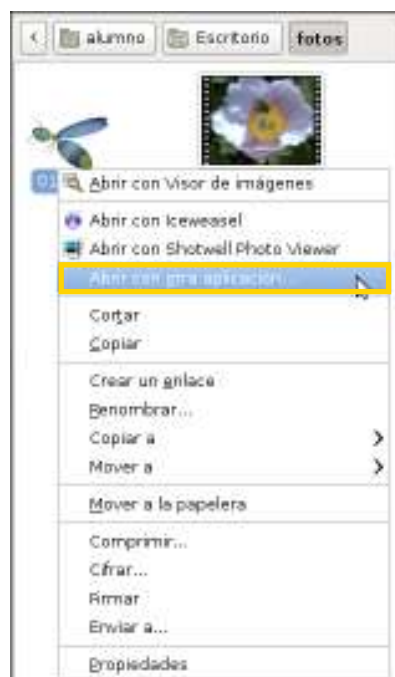 alumno Escritorio fotos
01
Abrir con Visor de imágenes
Abrir con Iceweasel
Abrir con Shotwell Photo Viewer
Abrir con otra aplicación...
Cortar
Copiar
Crear un enlace
Renombrar...
Copiar a
Mover a
Mover a la papelera
Comprimir...
Cifrar...
Firmar
Enviar a...
Propiedades